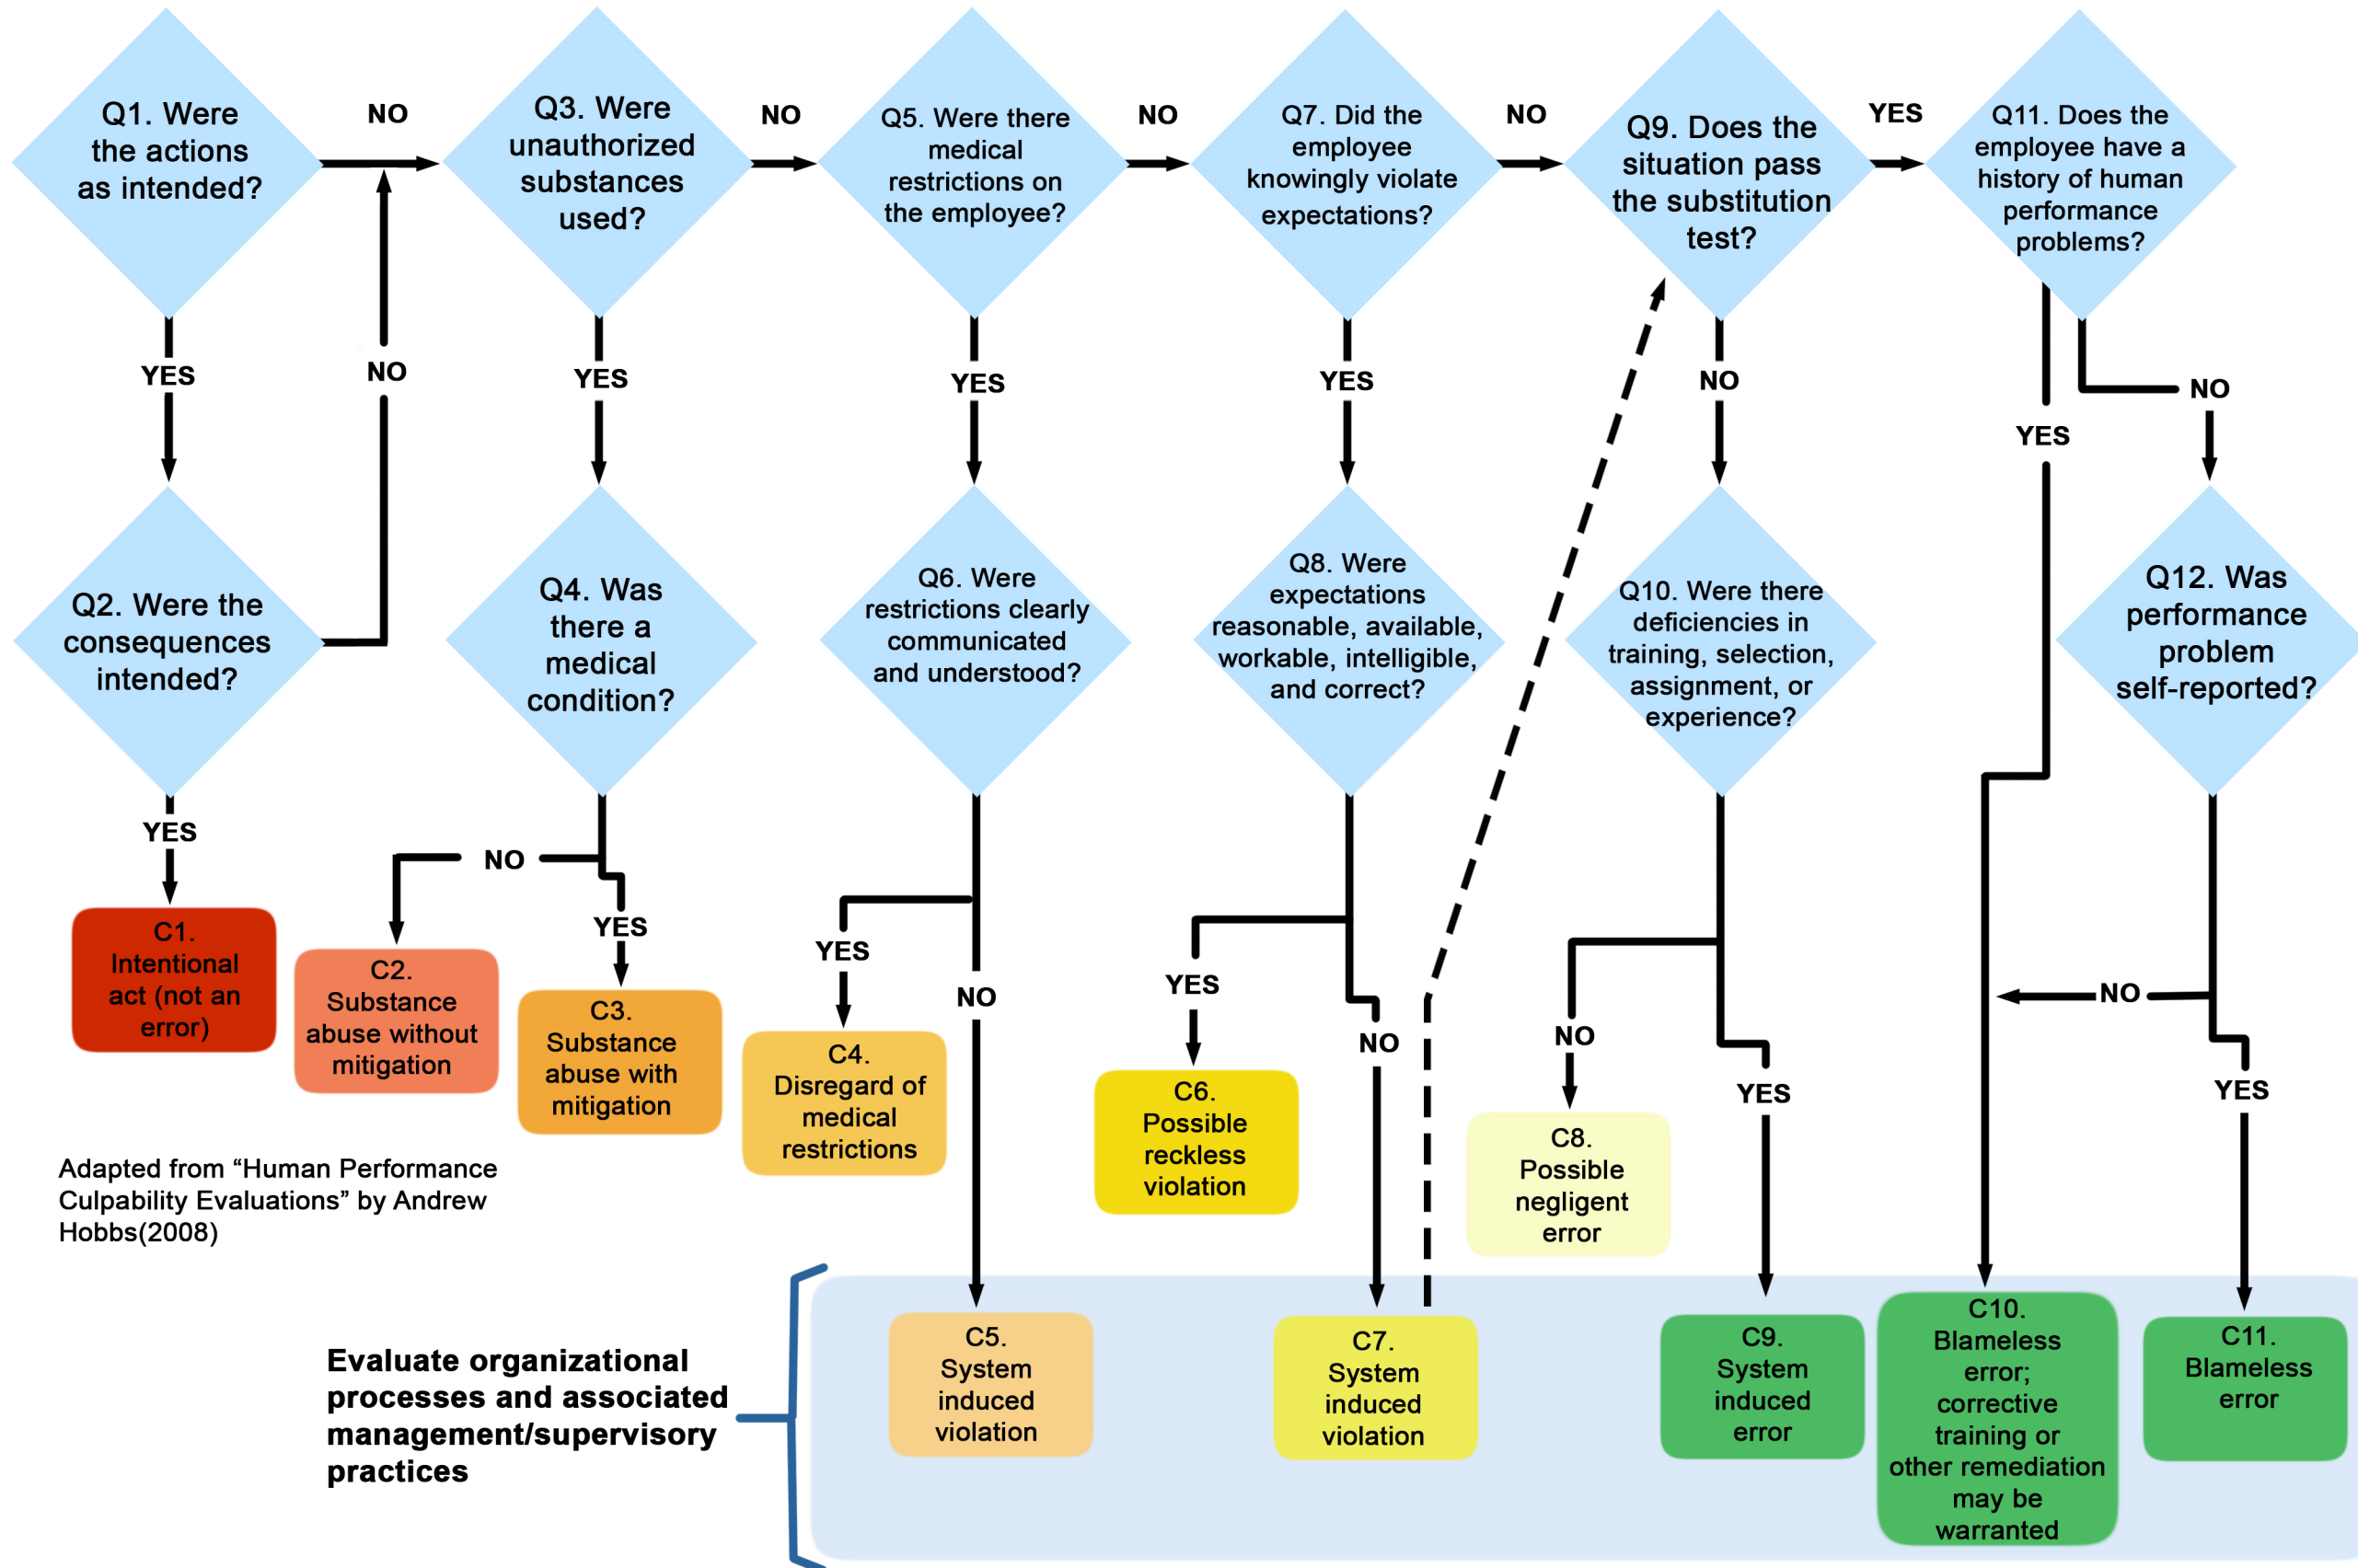 Q1. Were
the actions
as intended?
NO
Q3. Were
unauthorized
substances
used?
NO
Q5. Were there
medical
restrictions on
the employee?
NO
Q7. Did the
employee
knowingly violate
expectations?
NO
Q9. Does the
situation pass
the substitution
test?
YES
Q11. Does the
employee have a
history of human
performance
problems?
YES
NO
YES
YES
YES
NO
NO
YES
Q2. Were the
consequences
intended?
Q4. Was
there a
medical
condition?
Q6. Were
restrictions clearly
communicated
and understood?
Q8. Were
expectations
reasonable, available,
workable, intelligible,
and correct?
Q10. Were there
deficiencies in
training, selection,
assignment, or
experience?
Q12. Was
performance
problem
self-reported?
YES
NO
YES
YES
NO
YES
NO
NO
YES
NO
YES
C1.
Intentional
act (not an
error)
C2.
Substance
abuse without
mitigation
C3.
Substance
abuse with
mitigation
C4.
Disregard of
medical
restrictions
C6.
Possible
reckless
violation
C8.
Possible
negligent
error
Adapted from “Human Performance
Culpability Evaluations” by Andrew
Hobbs(2008)
Evaluate organizational
processes and associated
management/supervisory
practices
C5.
System
induced
violation
C7.
System
induced
violation
C9.
System
induced
error
C10.
Blameless
error;
corrective
training or
other remediation
may be
warranted
C11.
Blameless
error